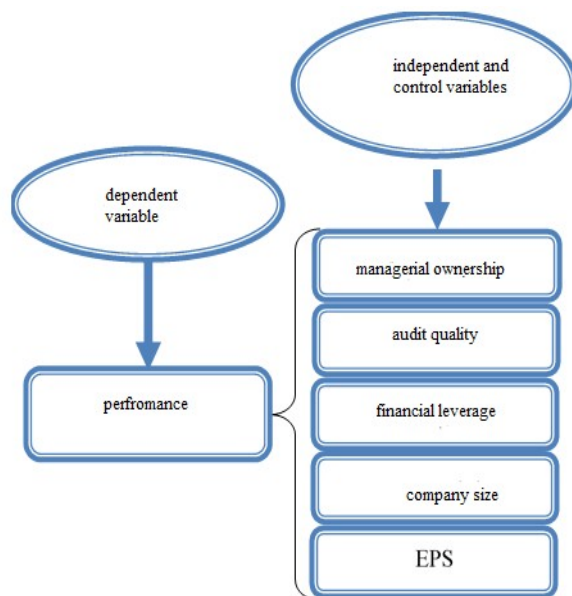 independent and
control variables
dependent
variable
managerial ownership
audit quality
perfromance
financial leverage
company size
EPS